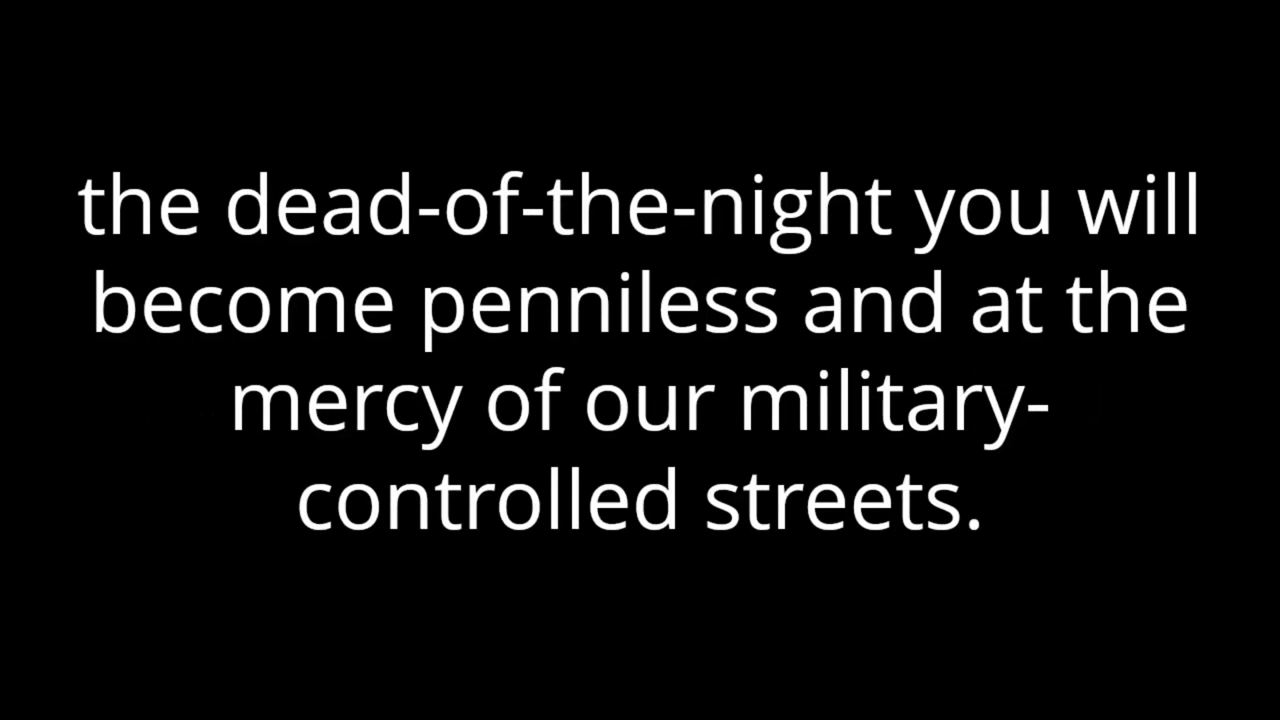 the dead-of-the-night you will
become penniless and at the
mercy of our military-
controlled streets.